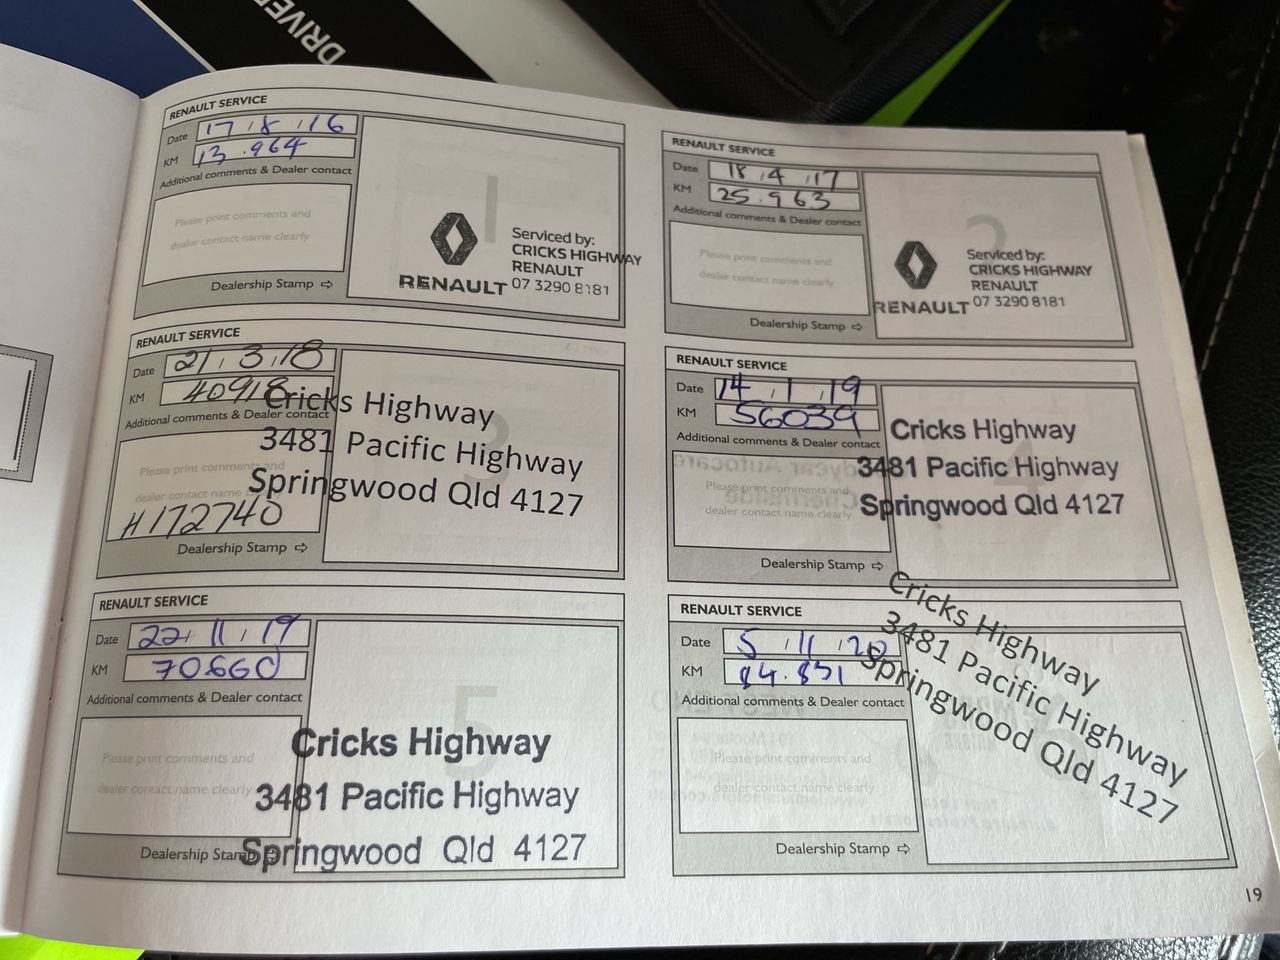 DRIVE
RENAULT SERVICE
Date 17 / 8 / 16
KM 13.964
Additional comments & Dealer contact
Please print comments and
dealer contact name clearly
Dealership Stamp ⇨
1
RENAULT
Serviced by:
CRICKS HIGHWAY
RENAULT
07 3290 8181
RENAULT SERVICE
Date 18 / 4 / 17
KM 25.963
Additional comments & Dealer contact
Please print comments and
dealer contact name clearly
Dealership Stamp ⇨
2
RENAULT
Serviced by:
CRICKS HIGHWAY
RENAULT
07 3290 8181
RENAULT SERVICE
Date 21 / 3 / 18
KM 40918
Additional comments & Dealer contact
Please print comments and
dealer contact name
H172740
Dealership Stamp ⇨
3
Cricks Highway
3481 Pacific Highway
Springwood Qld 4127
RENAULT SERVICE
Date 14 / 1 / 19
KM 56039
Additional comments & Dealer contact
Please print comments and
dealer contact name clearly
Dealership Stamp ⇨
4
Cricks Highway
3481 Pacific Highway
Springwood Qld 4127
RENAULT SERVICE
Date 22 / 11 / 19
KM 70660
Additional comments & Dealer contact
Please print comments and
dealer contact name clearly
Dealership Stamp
5
Cricks Highway
3481 Pacific Highway
Springwood Qld 4127
RENAULT SERVICE
Date 5 / 11 / 20
KM 84.831
Additional comments & Dealer contact
Please print comments and
dealer contact name clearly
Dealership Stamp ⇨
Cricks Highway
3481 Pacific Highway
Springwood Qld 4127
19